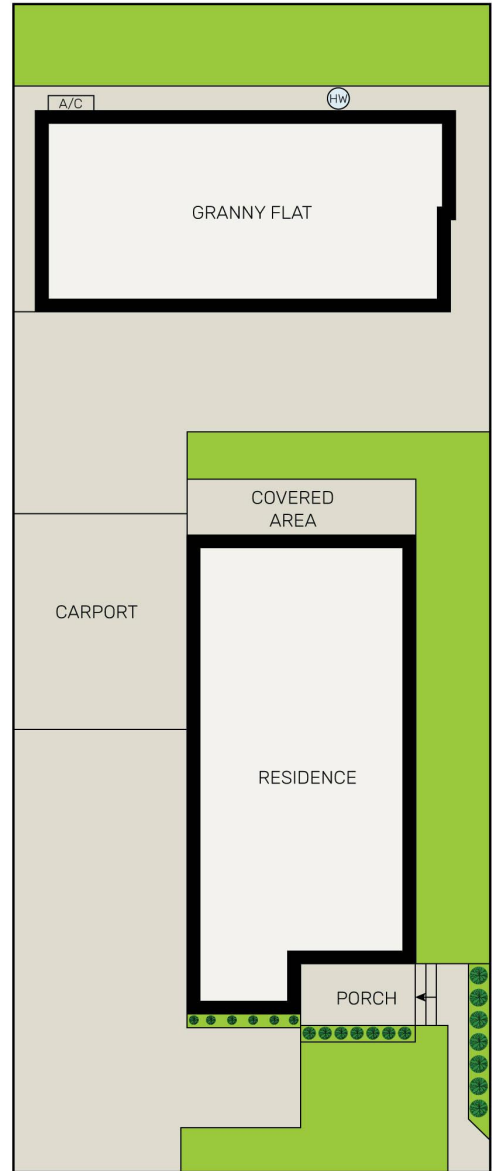 A/C
HW
GRANNY FLAT
COVERED
AREA
CARPORT
RESIDENCE
PORCH